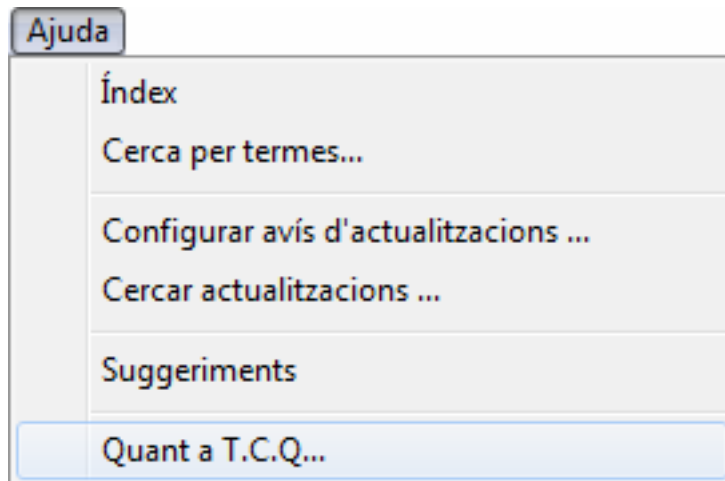 Ajuda
Índex
Cerca per termes...
Configurar avís d'actualitzacions ...
Cercar actualitzacions ...
Suggeriments
Quant a T.C.Q...